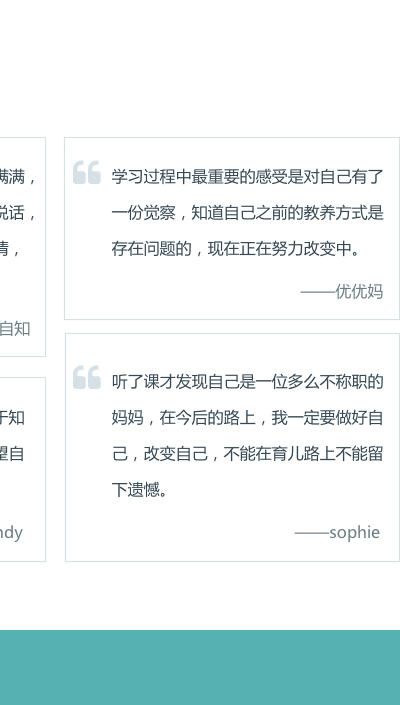 满满，
说话，
情，
自知
于知
望自
ndy
学习过程中最重要的感受是对自己有了
一份觉察，知道自己之前的教养方式是
存在问题的，现在正在努力改变中。
——优优妈
听了课才发现自己是一位多么不称职的
妈妈，在今后的路上，我一定要做好自
己，改变自己，不能在育儿路上不能留
下遗憾。
——sophie